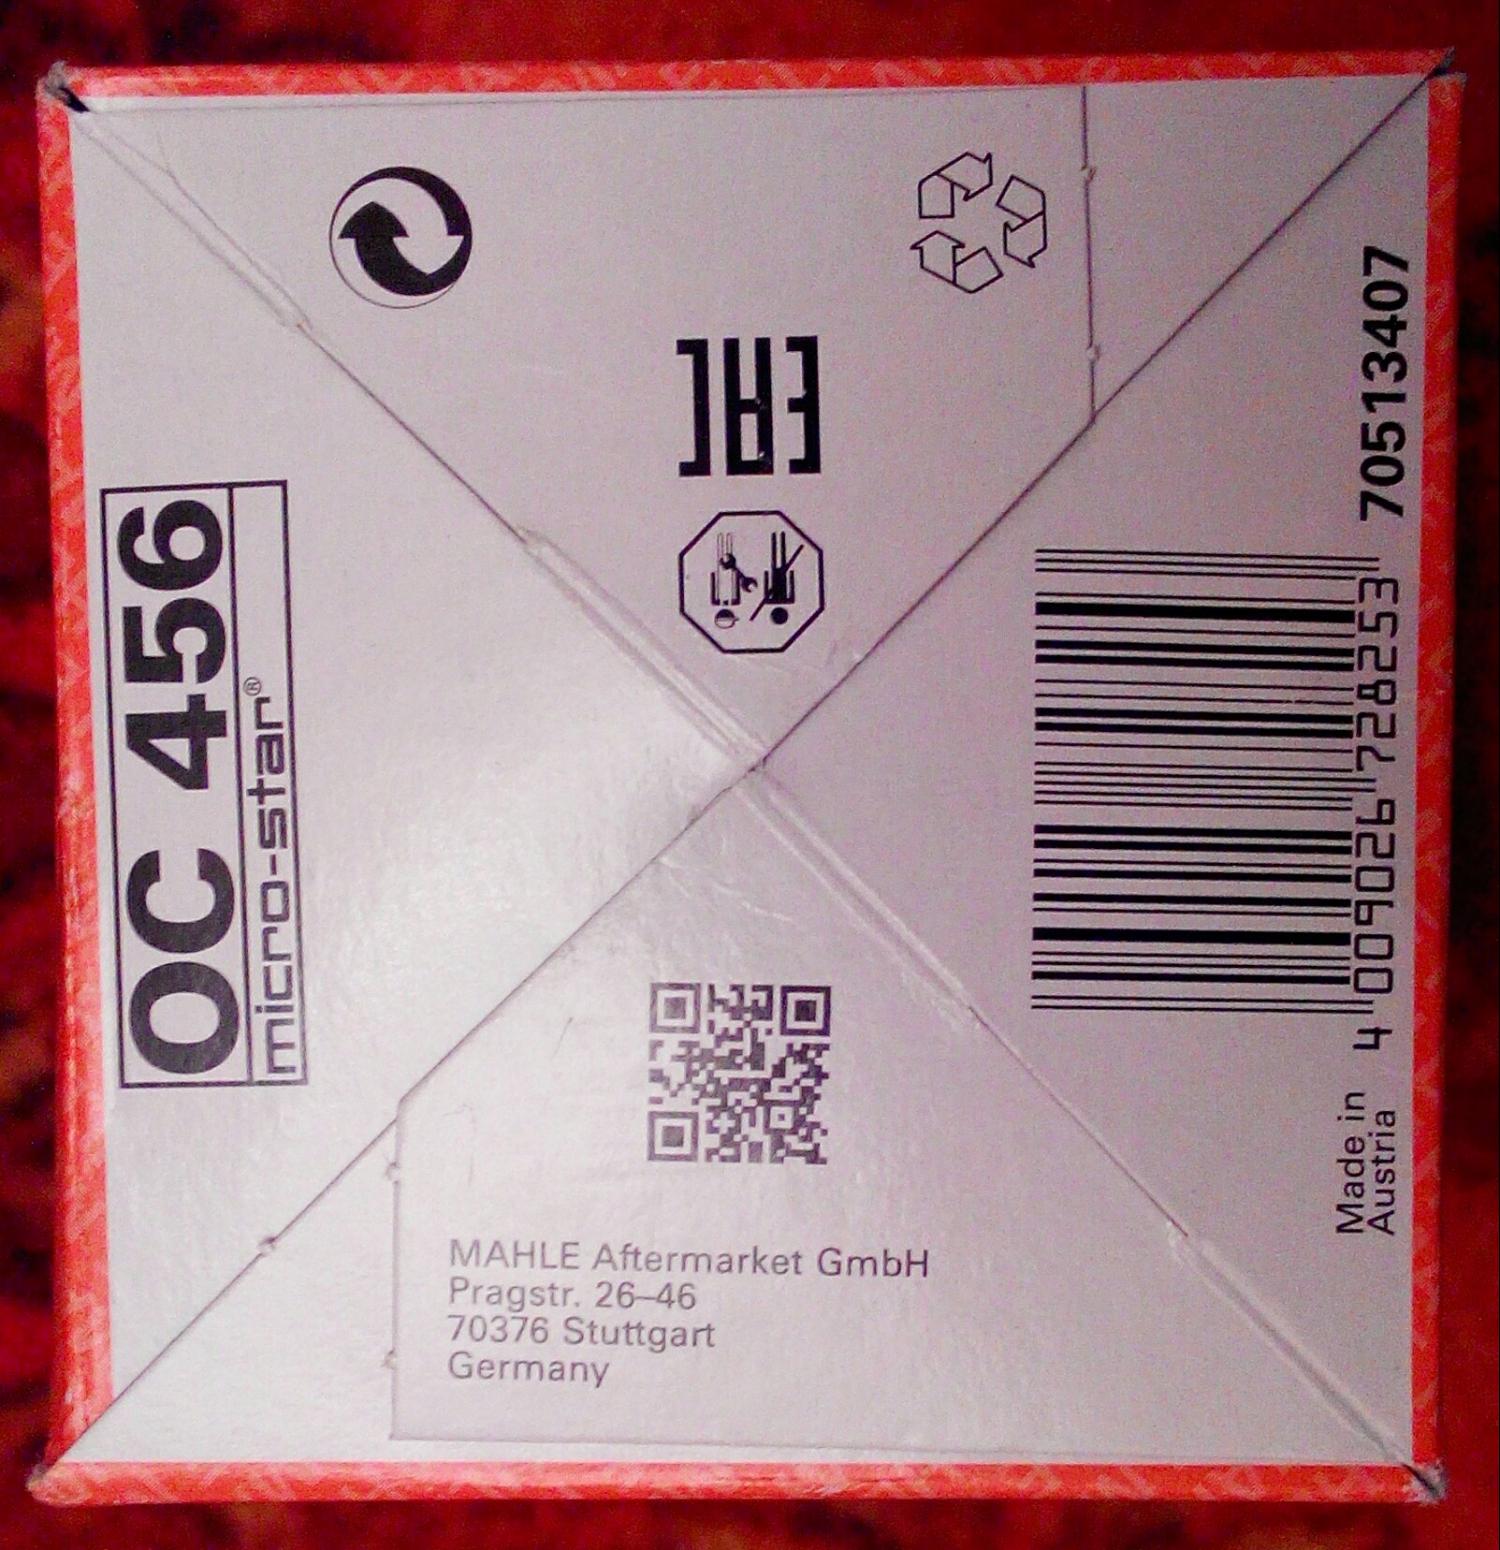 OC 456
micro-star®
EAC
70513407
4 009026 728253
Made in
Austria
MAHLE Aftermarket GmbH
Pragstr. 26–46
70376 Stuttgart
Germany